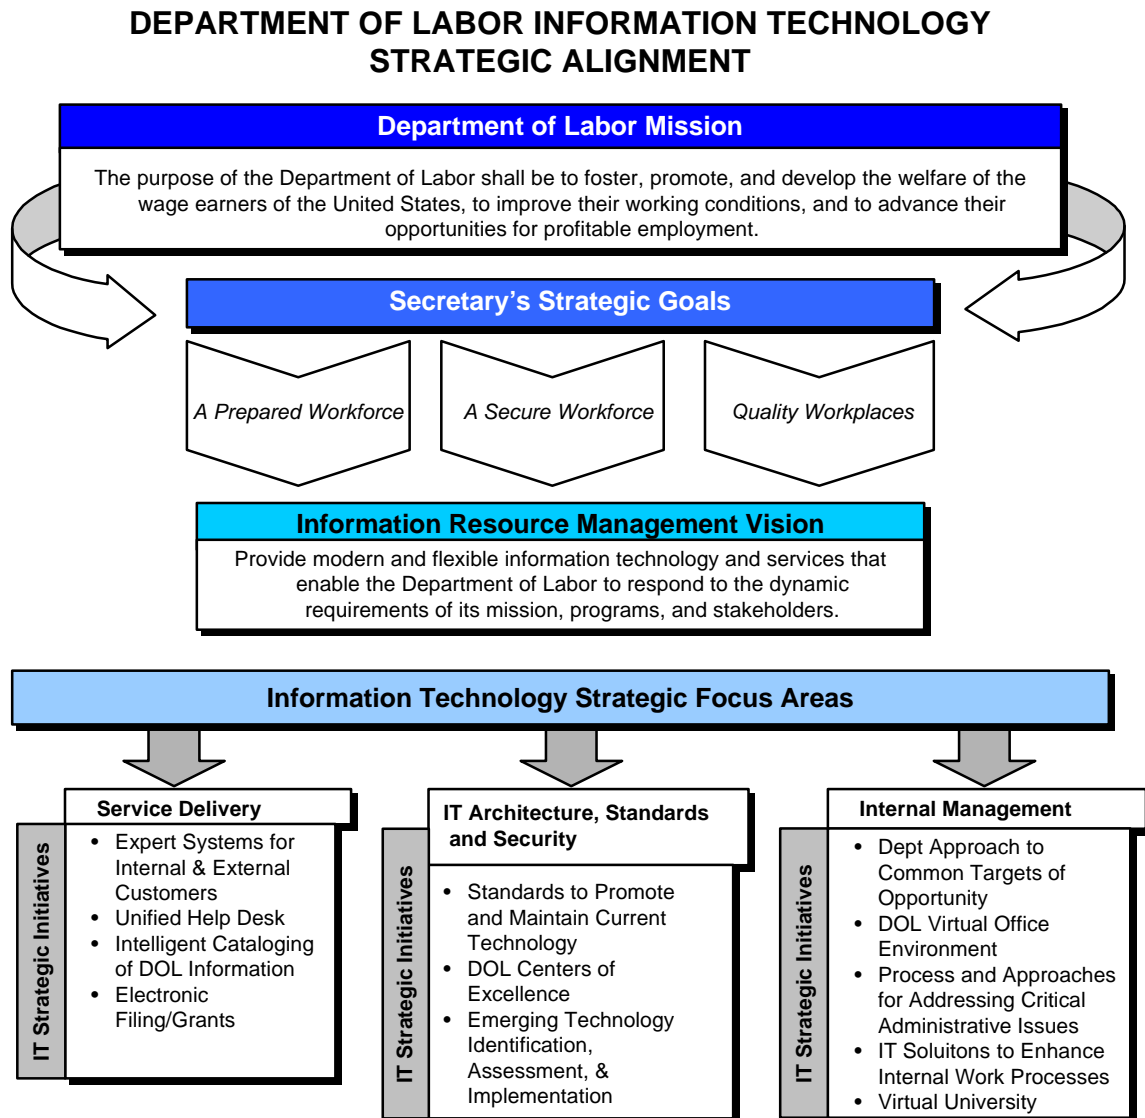 DEPARTMENT OF LABOR INFORMATION TECHNOLOGY
STRATEGIC ALIGNMENT
Department of Labor Mission
The purpose of the Department of Labor shall be to foster, promote, and develop the welfare of the
wage earners of the United States, to improve their working conditions, and to advance their
opportunities for profitable employment.
Secretary’s Strategic Goals
A Prepared Workforce
A Secure Workforce
Quality Workplaces
Information Resource Management Vision
Provide modern and flexible information technology and services that
enable the Department of Labor to respond to the dynamic
requirements of its mission, programs, and stakeholders.
Information Technology Strategic Focus Areas
Service Delivery
IT Strategic Initiatives
• Expert Systems for
Internal & External
Customers
• Unified Help Desk
• Intelligent Cataloging
of DOL Information
• Electronic
Filing/Grants
IT Architecture, Standards
and Security
IT Strategic Initiatives
• Standards to Promote
and Maintain Current
Technology
• DOL Centers of
Excellence
• Emerging Technology
Identification,
Assessment, &
Implementation
Internal Management
IT Strategic Initiatives
• Dept Approach to
Common Targets of
Opportunity
• DOL Virtual Office
Environment
• Process and Approaches
for Addressing Critical
Administrative Issues
• IT Soluitons to Enhance
Internal Work Processes
• Virtual University